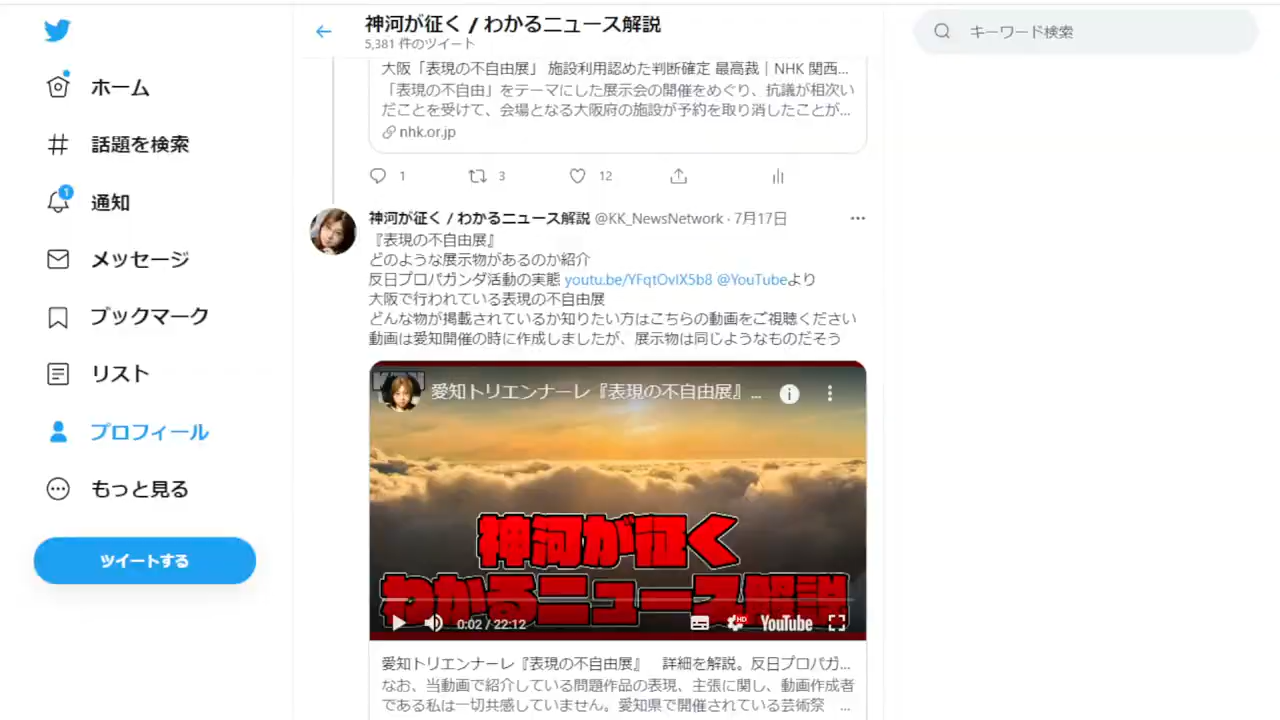 神河が征く / わかるニュース解説
5,381 件のツイート
キーワード検索
ホーム
話題を検索
1
通知
メッセージ
ブックマーク
リスト
プロフィール
もっと見る
ツイートする
大阪「表現の不自由展」 施設利用認めた判断確定 最高裁 | NHK 関西...
「表現の不自由」をテーマにした展示会の開催をめぐり、抗議が相次い
だことを受けて、会場となる大阪府の施設が予約を取り消したことが...
nhk.or.jp
1 3 12
神河が征く / わかるニュース解説 @KK_NewsNetwork · 7月17日
『表現の不自由展』
どのような展示物があるのか紹介
反日プロパガンダ活動の実態 youtu.be/YFqtOvlX5b8 @YouTubeより
大阪で行われている表現の不自由展
どんな物が掲載されているか知りたい方はこちらの動画をご視聴ください
動画は愛知開催の時に作成しましたが、展示物は同じようなものだそう
愛知トリエンナーレ『表現の不自由展』 ...
神河が征く
わかるニュース解説
0:02 / 22:12
HD
YouTube
愛知トリエンナーレ『表現の不自由展』 詳細を解説。反日プロパガ...
なお、当動画で紹介している問題作品の表現、主張に関し、動画作成者
である私は一切共感していません。愛知県で開催されている芸術祭 ...